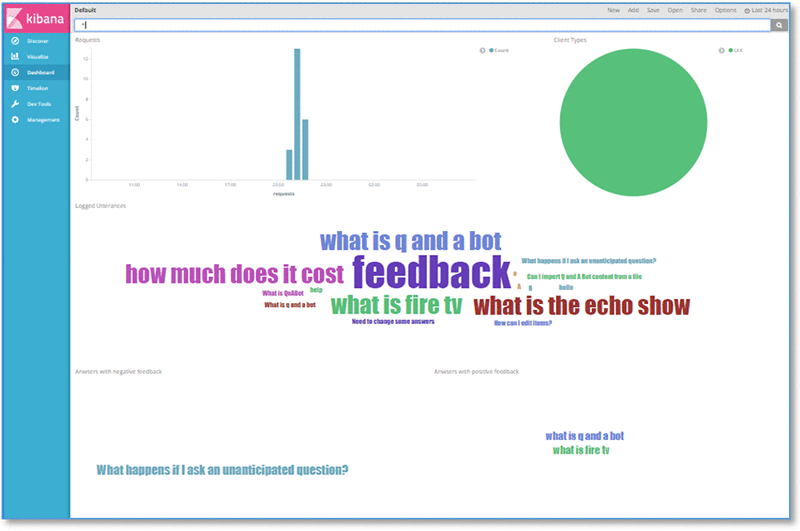 kibana
Default
New Add Save Open Share Options Last 24 hours
*
Discover
Visualize
Dashboard
Timelion
Dev Tools
Management
Requests
Count
Client Types
LEX
12
10
8
6
4
2
0
Count
11:00 14:00 17:00 20:00 23:00 02:00 05:00
requests
Logged Utterances
what is q and a bot
how much does it cost
feedback
What happens if I ask an unanticipated question?
Can I import Q and A Bot content from a file
What is QnABot
help
hello
What is q and a bot
what is fire tv
what is the echo show
Need to change some answers
How can I edit items?
Anwsers with negative feedback
Anwsers with positive feedback
What happens if I ask an unanticipated question?
what is q and a bot
what is fire tv